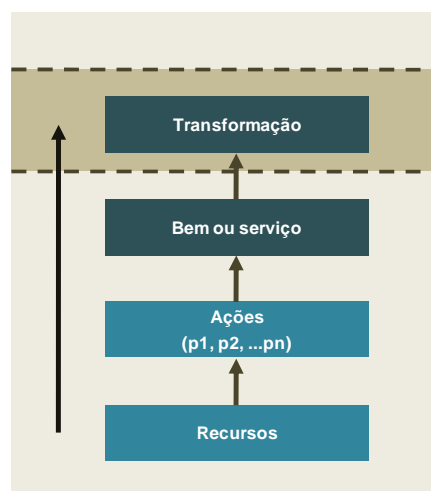 Transformação
Bem ou serviço
Ações
(p1, p2, ...pn)
Recursos